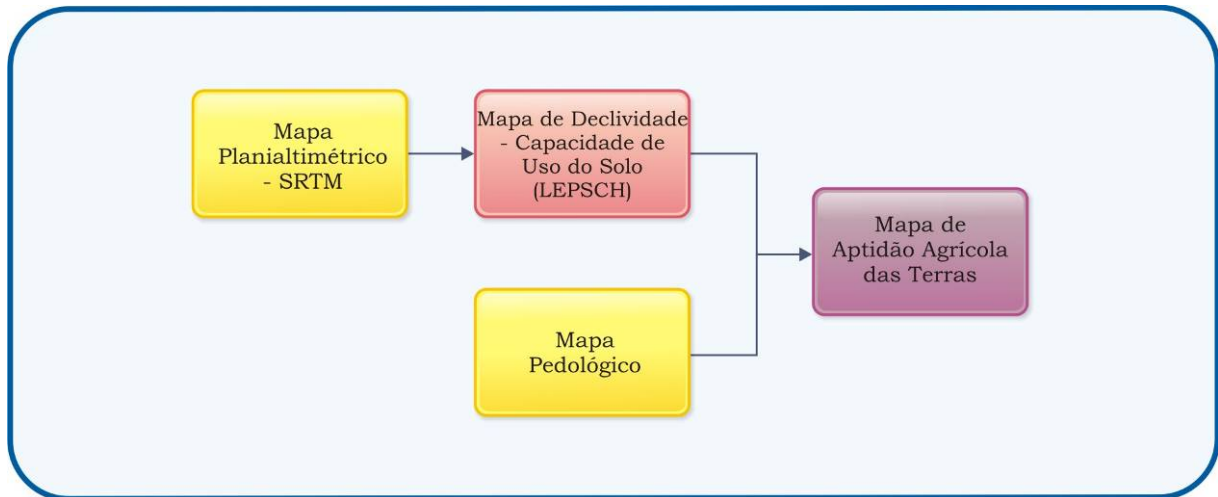 Mapa
Planialtimétrico
- SRTM
Mapa de Declividade
- Capacidade de
Uso do Solo
(LEPSCH)
Mapa de
Aptidão Agrícola
das Terras
Mapa
Pedológico